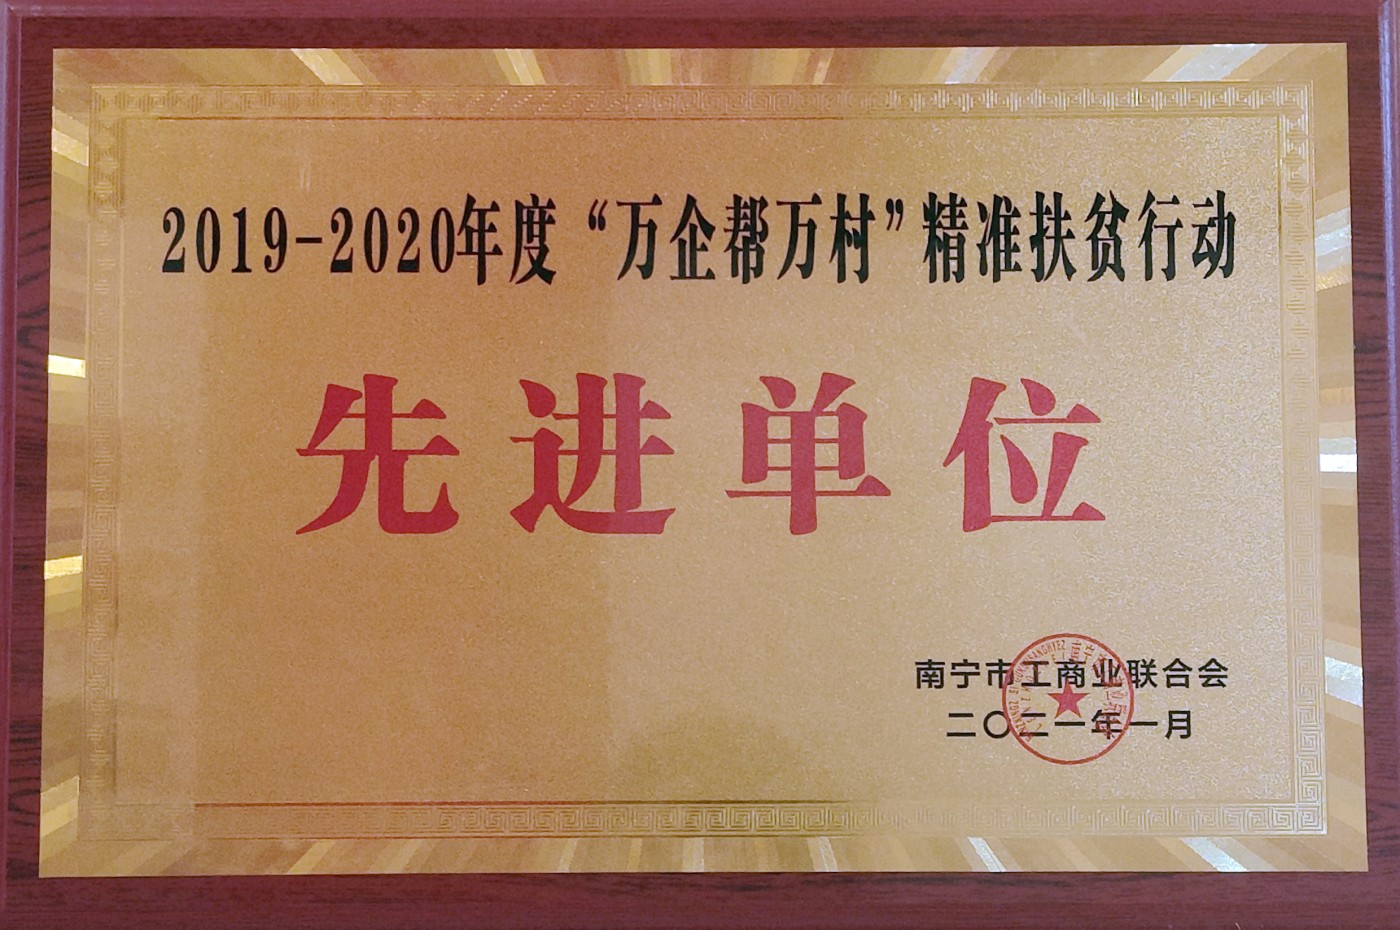 2019-2020年度“万企帮万村”精准扶贫行动
先进单位
南宁市工商业联合会
二〇二一年一月